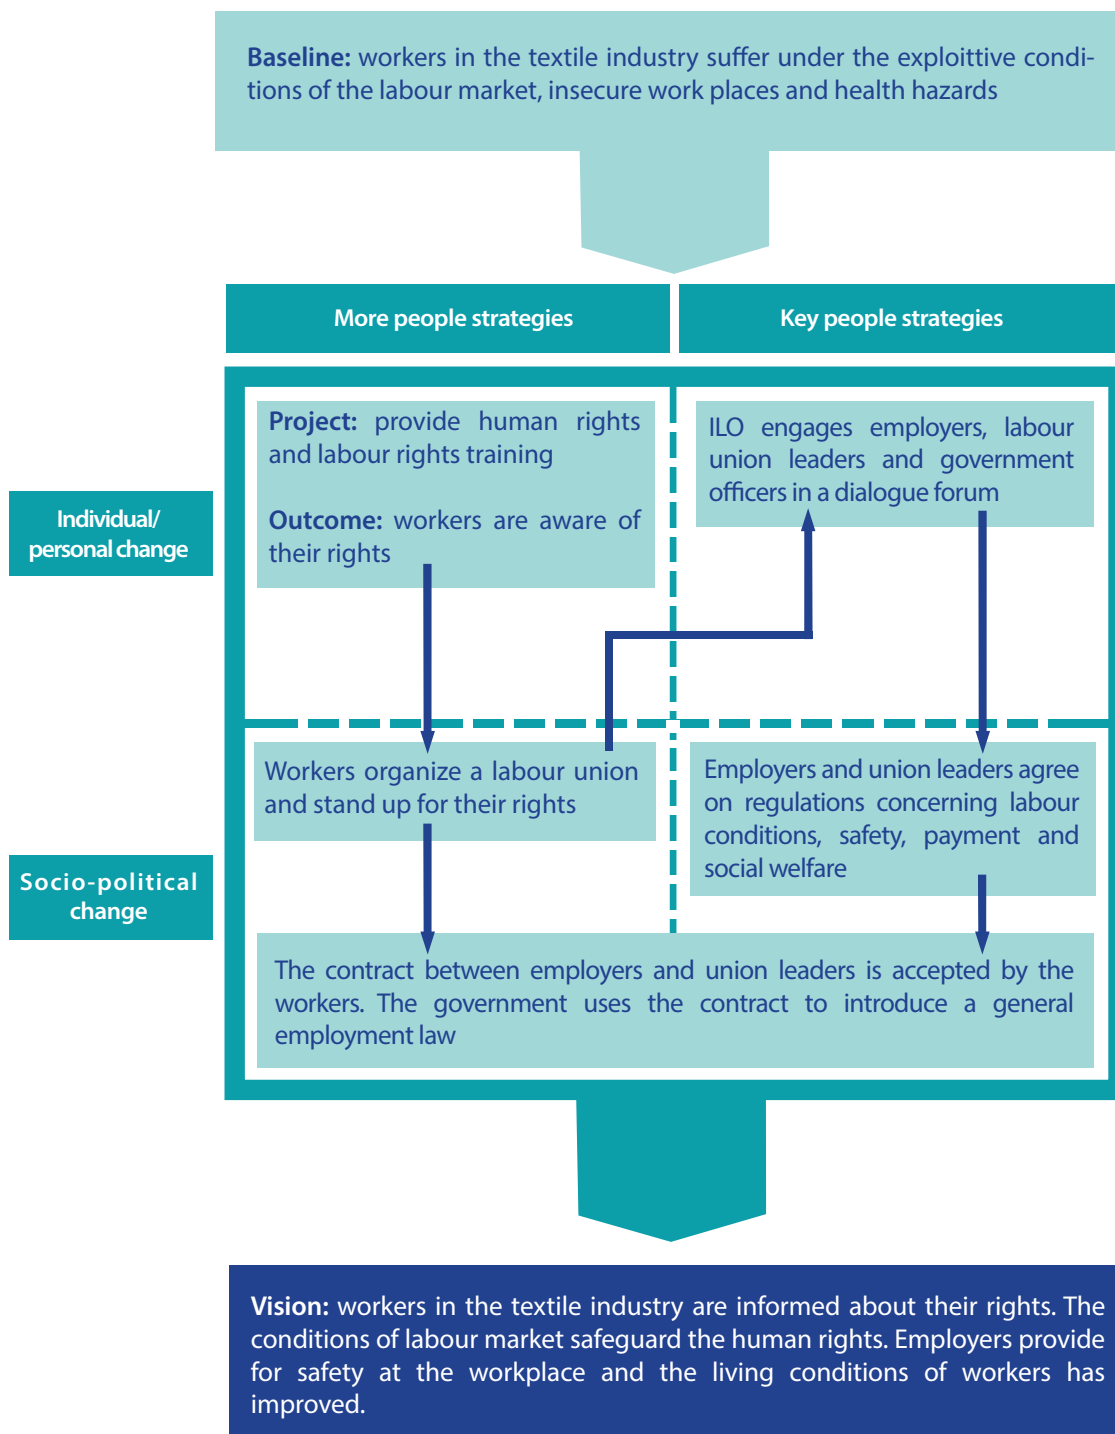 Baseline: workers in the textile industry suffer under the exploittive condi-
tions of the labour market, insecure work places and health hazards
More people strategies
Key people strategies
Individual/
personal change
Project: provide human rights
and labour rights training
Outcome: workers are aware of
their rights
ILO engages employers, labour
union leaders and government
officers in a dialogue forum
Socio-political
change
Workers organize a labour union
and stand up for their rights
Employers and union leaders agree
on regulations concerning labour
conditions, safety, payment and
social welfare
The contract between employers and union leaders is accepted by the
workers. The government uses the contract to introduce a general
employment law
Vision: workers in the textile industry are informed about their rights. The
conditions of labour market safeguard the human rights. Employers provide
for safety at the workplace and the living conditions of workers has
improved.